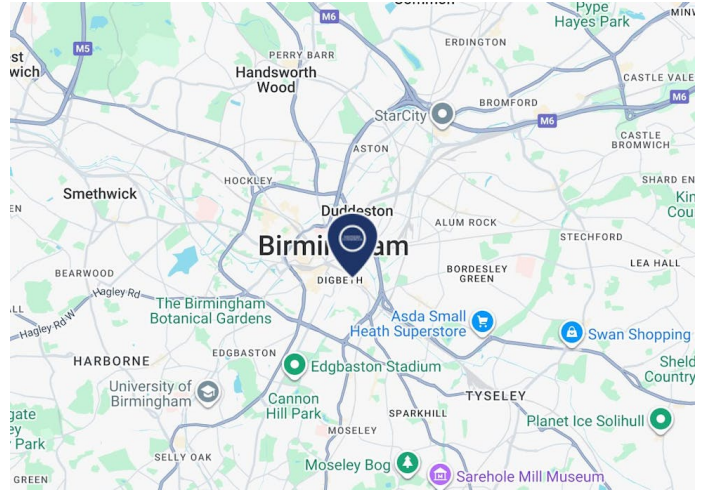 Pype
Hayes Park
M6
M5
ERDINGTON
PERRY BARR
Handsworth
Wood
CASTLE VALE
BROMFORD
M6
StarCity
M6
CASTLE
BROMWICH
ASTON
HOCKLEY
Smethwick
Duddeston
ALUM ROCK
STECHFORD
LEA HALL
BORDESLEY
GREEN
DIGBETH
BEARWOOD
Hagley Rd
Hagley Rd W
The Birmingham
Botanical Gardens
Asda Small
Heath Superstore
Swan Shopping
EDGBASTON
HARBORNE
Edgbaston Stadium
University of
Birmingham
Cannon
Hill Park
TYSELEY
SPARKHILL
Planet Ice Solihull
MOSELEY
SELLY OAK
Moseley Bog
Sarehole Mill Museum
GREEN
Park
Country